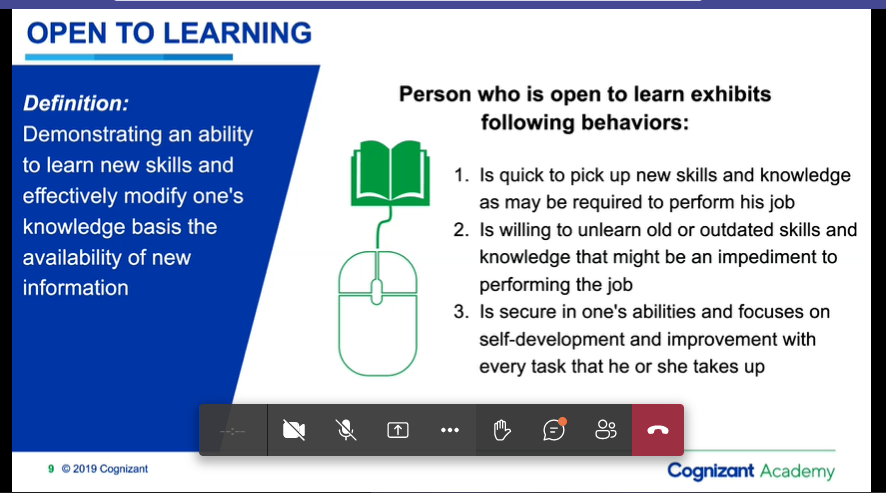 OPEN TO LEARNING
Definition:
Demonstrating an ability
to learn new skills and
effectively modify one's
knowledge basis the
availability of new
information
Person who is open to learn exhibits
following behaviors:
1. Is quick to pick up new skills and knowledge
as may be required to perform his job
2. Is willing to unlearn old or outdated skills and
knowledge that might be an impediment to
performing the job
3. Is secure in one's abilities and focuses on
self-development and improvement with
every task that he or she takes up
--:--
9 © 2019 Cognizant
Cognizant Academy